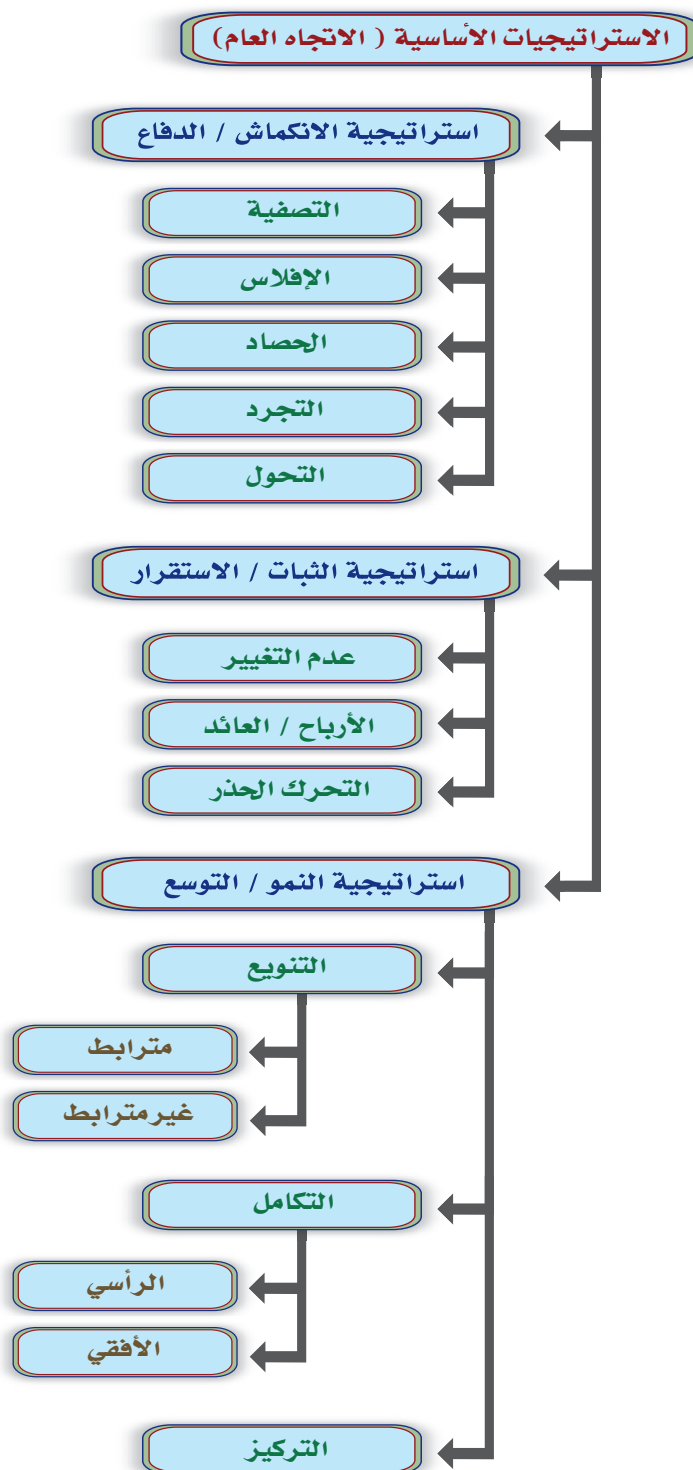 الاستراتيجيات الأساسية ( الاتجاه العام)
استراتيجية الانكماش / الدفاع
التصفية
الإفلاس
الحصاد
التجرد
التحول
استراتيجية الثبات / الاستقرار
عدم التغيير
الأرباح / العائد
التحرك الحذر
استراتيجية النمو / التوسع
التنويع
مترابط
غيرمترابط
التكامل
الرأسي
الأفقي
التركيز